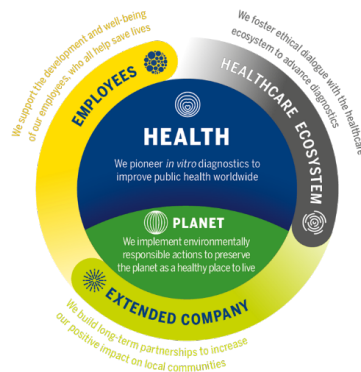 We support the development and well-being
of our employees, who all help save lives
EMPLOYEES
We foster ethical dialogue with the healthcare
ecosystem to advance diagnostics
HEALTHCARE ECOSYSTEM
HEALTH
We pioneer in vitro diagnostics to
improve public health worldwide
PLANET
We implement environmentally
responsible actions to preserve
the planet as a healthy place to live
EXTENDED COMPANY
We build long-term partnerships to increase
our positive impact on local communities